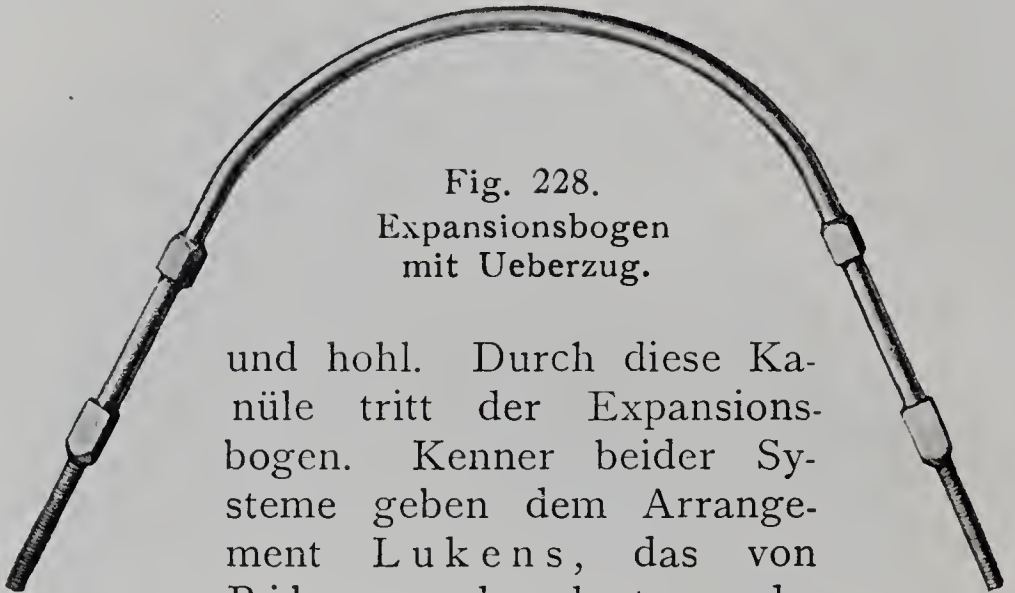 Fig. 228.
Expansionsbogen
mit Ueberzug.
und hohl. Durch diese Ka-
nüle tritt der Expansions-
bogen. Kenner beider Sy-
steme geben dem Arrange-
ment Lukens, das von